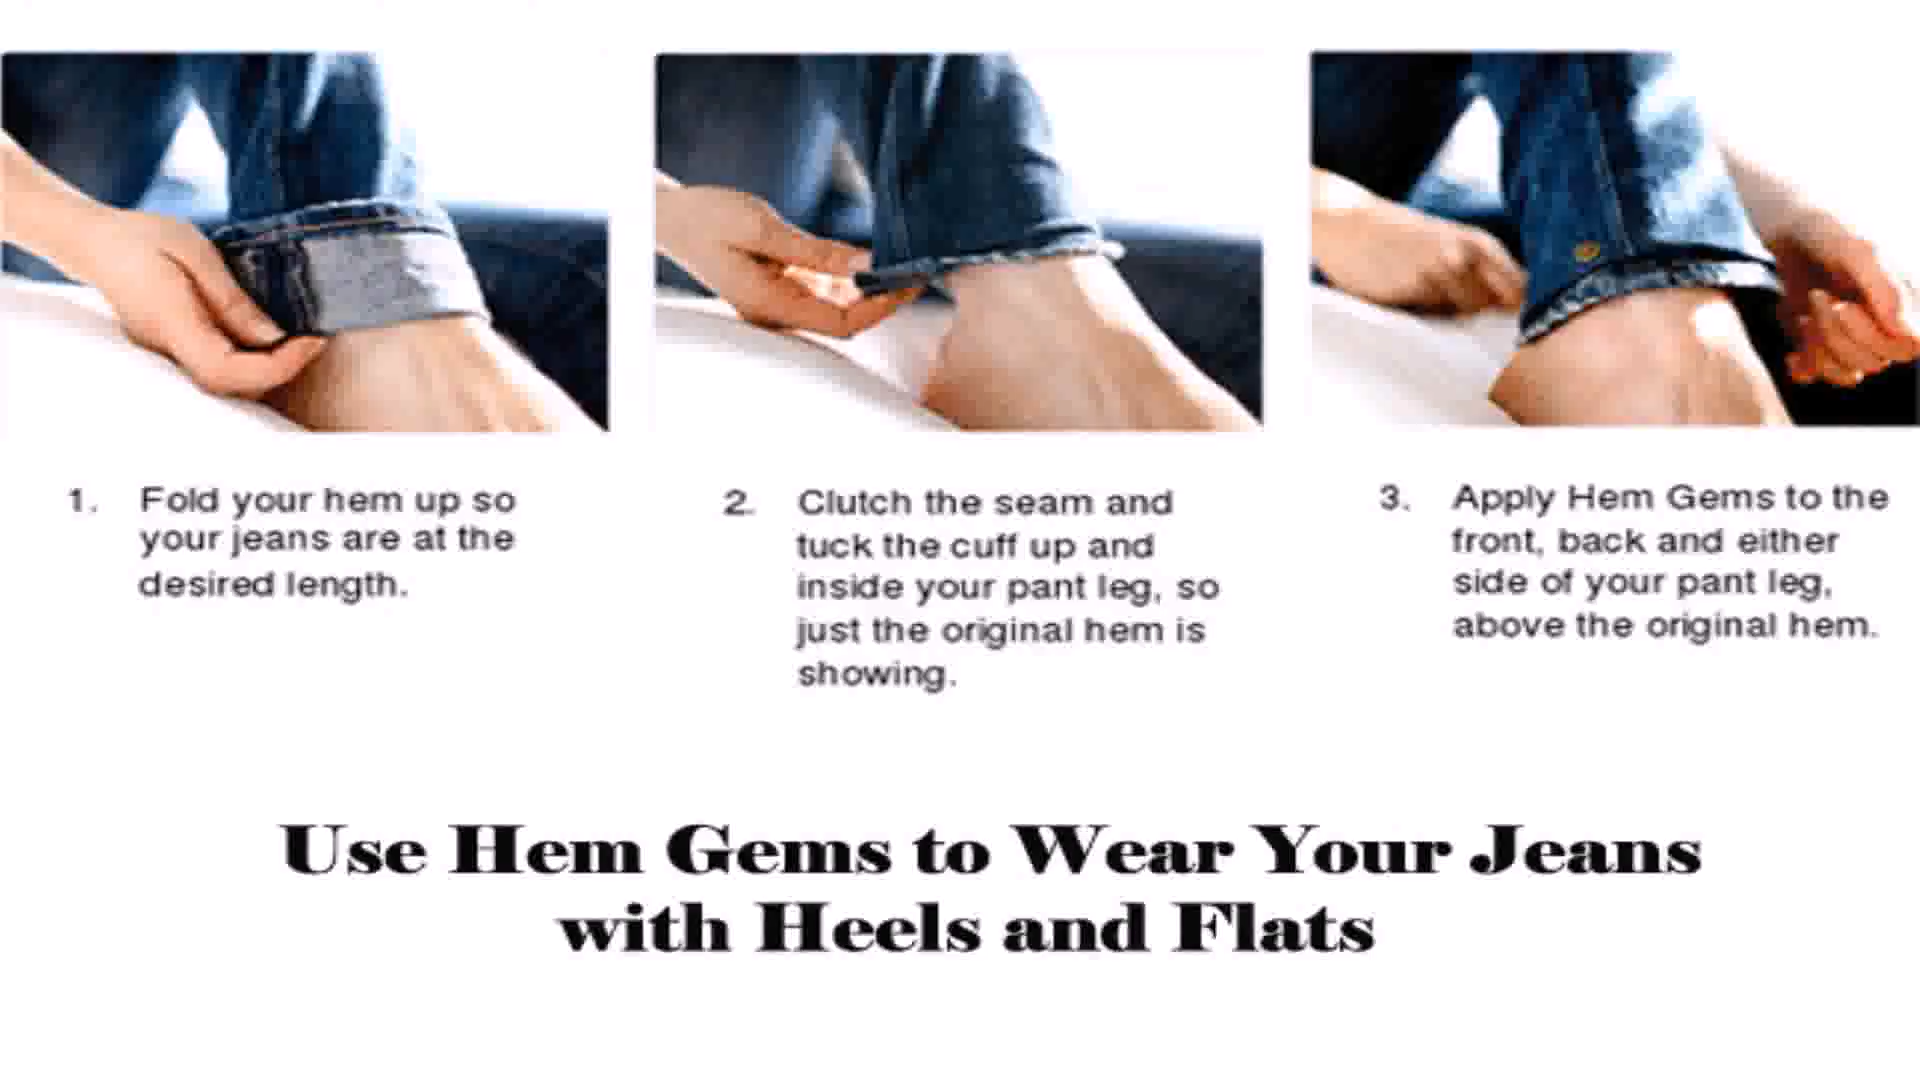 1. Fold your hem up so
your jeans are at the
desired length.
2. Clutch the seam and
tuck the cuff up and
inside your pant leg, so
just the original hem is
showing.
3. Apply Hem Gems to the
front, back and either
side of your pant leg,
above the original hem.
Use Hem Gems to Wear Your Jeans
with Heels and Flats